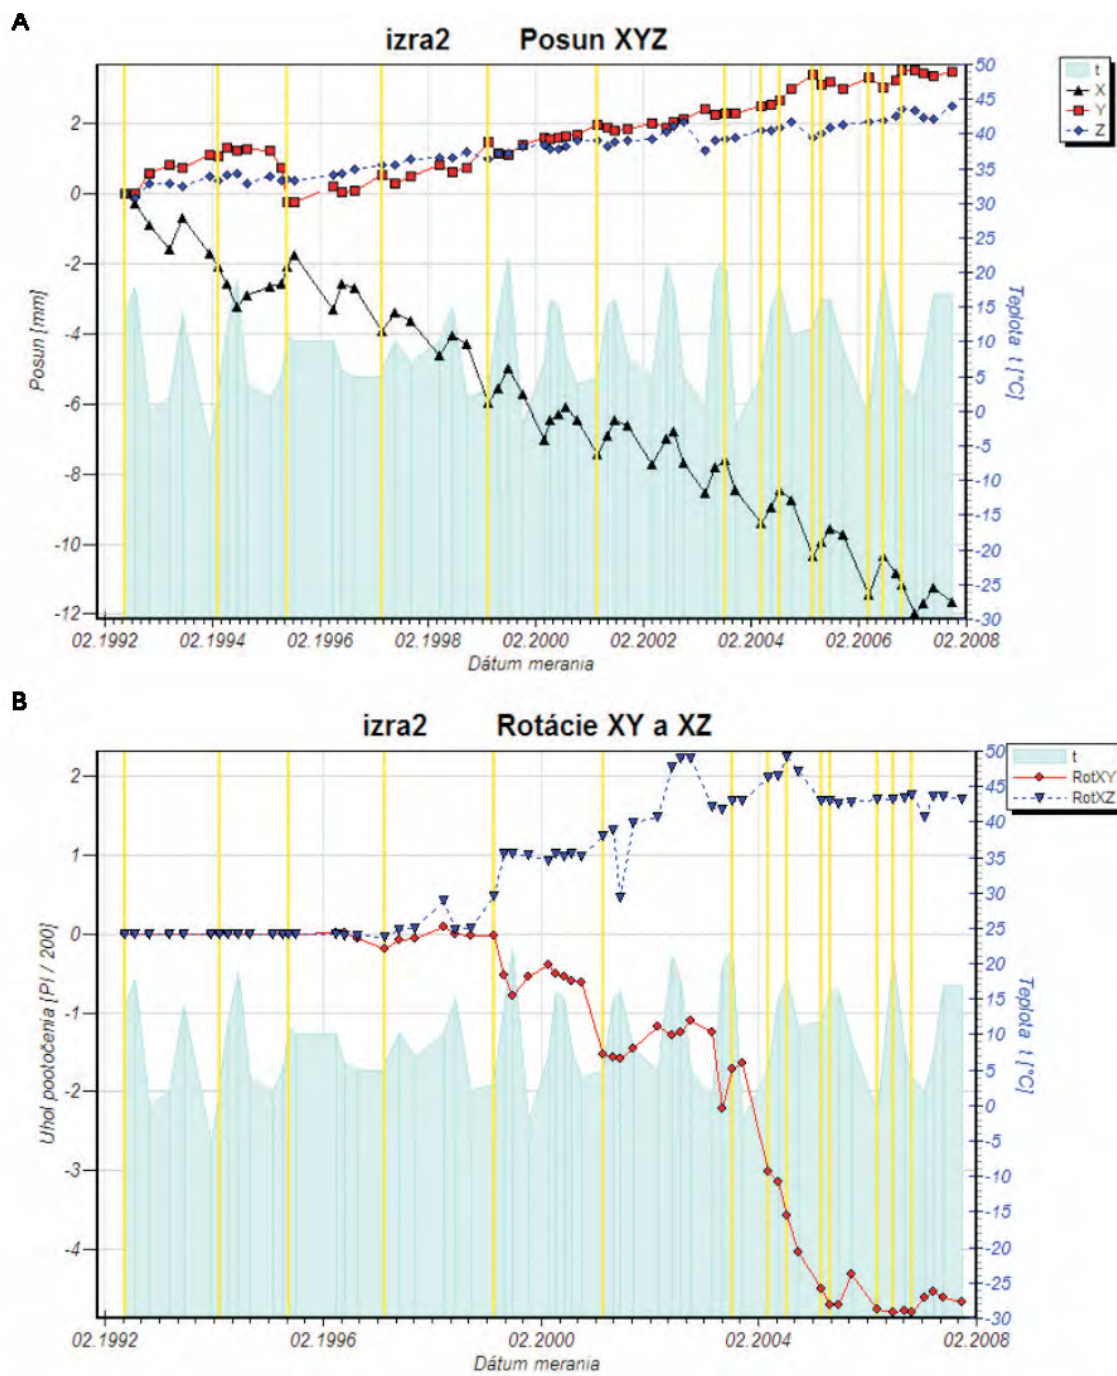 A
izra2 Posun XYZ
t
X
Y
Z
50
45
40
35
30
25
20
15
10
5
0
-5
-10
-15
-20
-25
-30
2
0
-2
-4
-6
-8
-10
-12
Posun [mm]
Teplota t [°C]
02.1992 02.1994 02.1996 02.1998 02.2000 02.2002 02.2004 02.2006 02.2008
Dátum merania
B
izra2 Rotácie XY a XZ
t
RotXY
RotXZ
50
45
40
35
30
25
20
15
10
5
0
-5
-10
-15
-20
-25
-30
2
1
0
-1
-2
-3
-4
Uhol pootočenia [PI / 200]
Teplota t [°C]
02.1992 02.1996 02.2000 02.2004 02.2008
Dátum merania